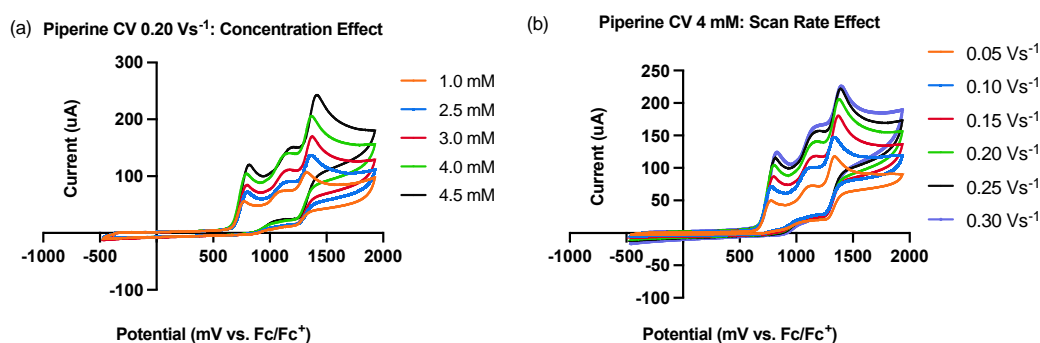 (a) Piperine CV 0.20 Vs⁻¹: Concentration Effect
300
200
100
-100
-1000
0
500
1000
1500
2000
Current (uA)
Potential (mV vs. Fc/Fc⁺)
1.0 mM
2.5 mM
3.0 mM
4.0 mM
4.5 mM
(b) Piperine CV 4 mM: Scan Rate Effect
250
200
150
100
50
-50
-100
-1000
-500
0
500
1000
1500
2000
Current (uA)
Potential (mV vs. Fc/Fc⁺)
0.05 Vs⁻¹
0.10 Vs⁻¹
0.15 Vs⁻¹
0.20 Vs⁻¹
0.25 Vs⁻¹
0.30 Vs⁻¹